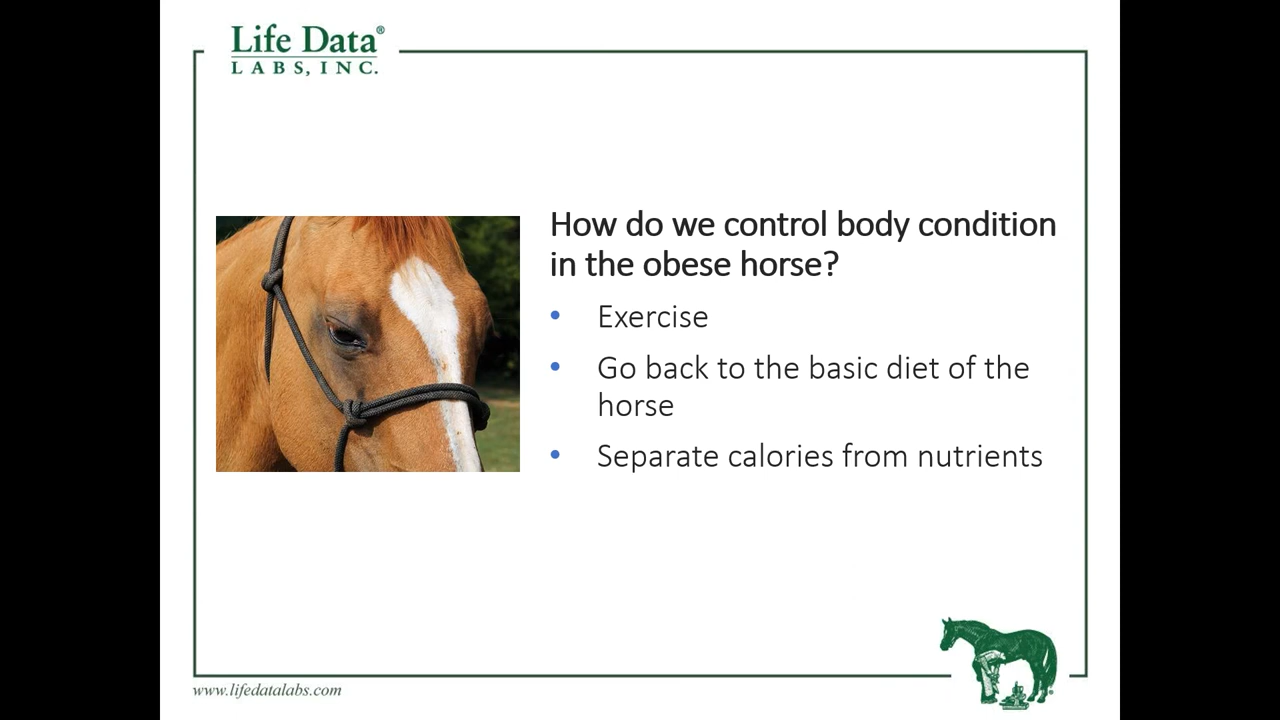 Life Data®
LABS, INC.
How do we control body condition
in the obese horse?
• Exercise
• Go back to the basic diet of the
horse
• Separate calories from nutrients
www.lifedatalabs.com